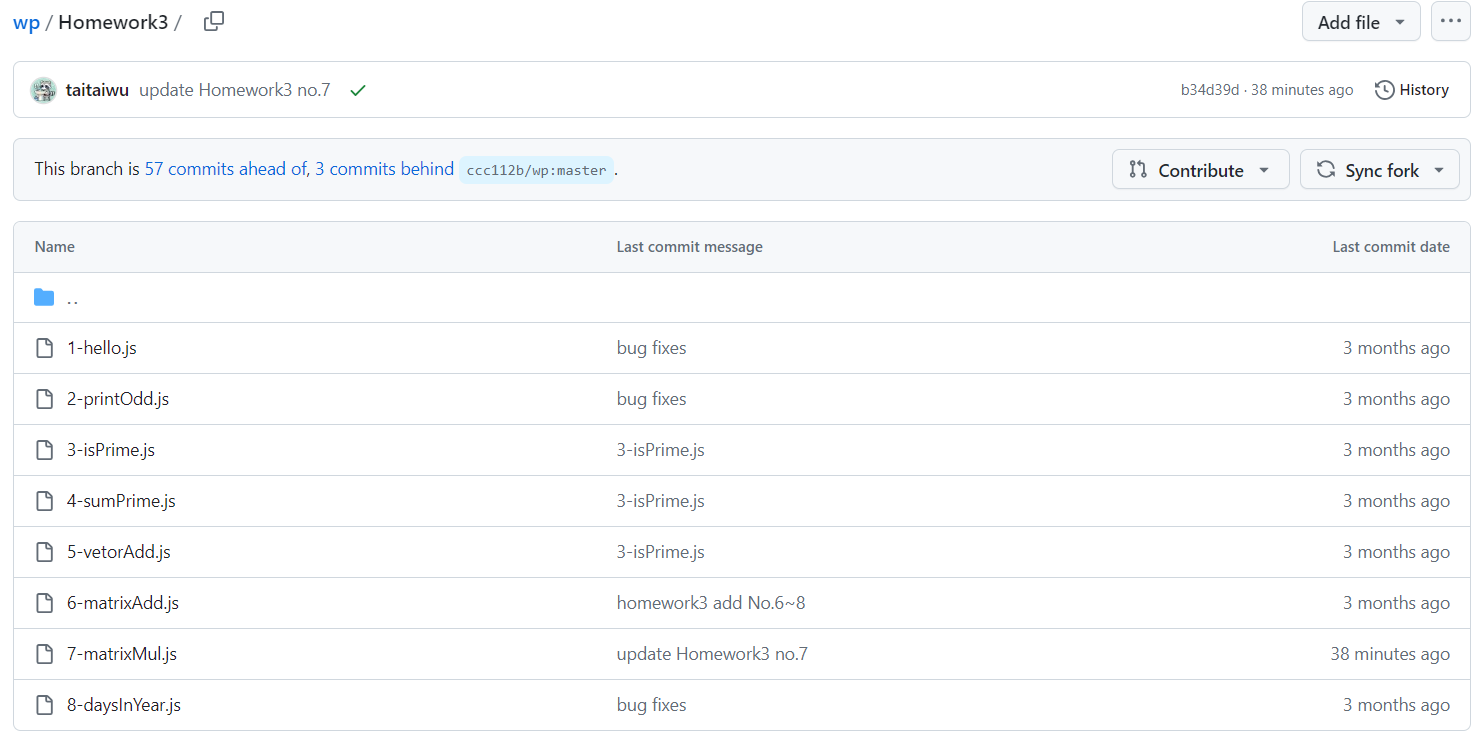 wp / Homework3 /
Add file
taitaiwu update Homework3 no.7
b34d39d · 38 minutes ago
History
This branch is 57 commits ahead of, 3 commits behind ccc112b/wp:master .
Contribute
Sync fork
Name Last commit message Last commit date
..
1-hello.js bug fixes 3 months ago
2-printOdd.js bug fixes 3 months ago
3-isPrime.js 3-isPrime.js 3 months ago
4-sumPrime.js 3-isPrime.js 3 months ago
5-vetorAdd.js 3-isPrime.js 3 months ago
6-matrixAdd.js homework3 add No.6~8 3 months ago
7-matrixMul.js update Homework3 no.7 38 minutes ago
8-daysInYear.js bug fixes 3 months ago